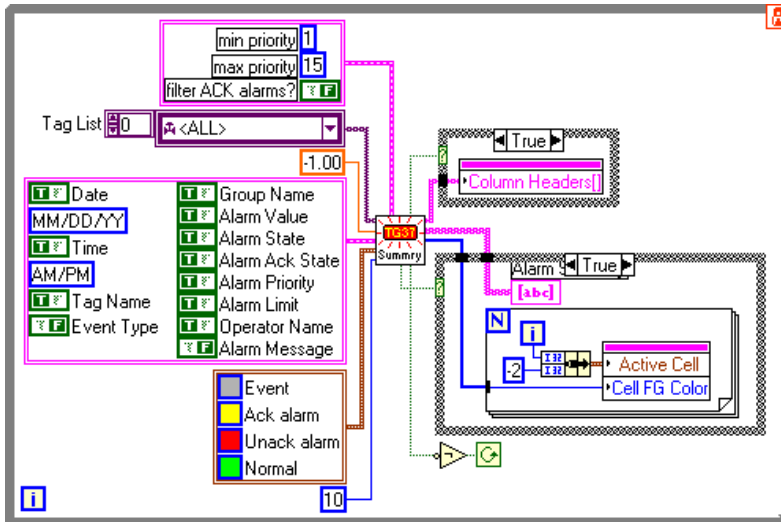 min priority 1
max priority 15
filter ACK alarms? F
Tag List 0 <ALL>
-1.00
T Date
MM/DD/YY
T Time
AM/PM
T Tag Name
F Event Type
T Group Name
T Alarm Value
T Alarm State
T Alarm Ack State
T Alarm Priority
T Alarm Limit
T Operator Name
F Alarm Message
Event
Ack alarm
Unack alarm
Normal
10
i
TG37
Summry
?
True
Column Headers[]
?
Alarm
True
[abc]
N
i
-2
I32
I32
Active Cell
Cell FG Color